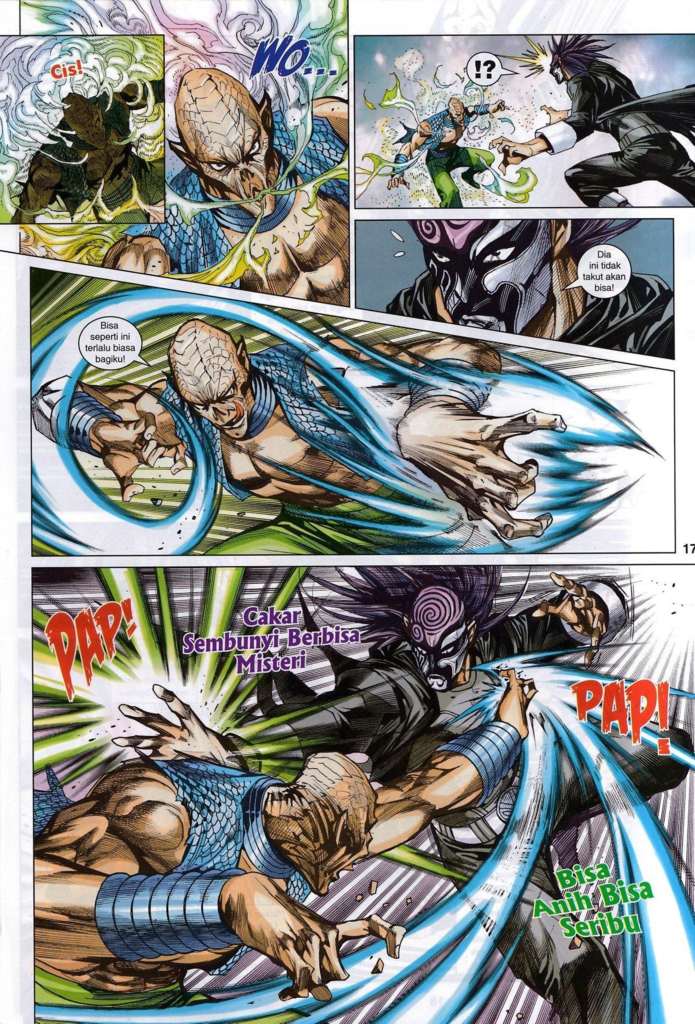 Cis!
WO...
!?
Dia
ini tidak
takut akan
bisa!
Bisa
seperti ini
terlalu biasa
bagiku!
17
PAP!
Cakar
Sembunyi Berbisa
Misteri
PAP!
Bisa
Anih Bisa
Seribu